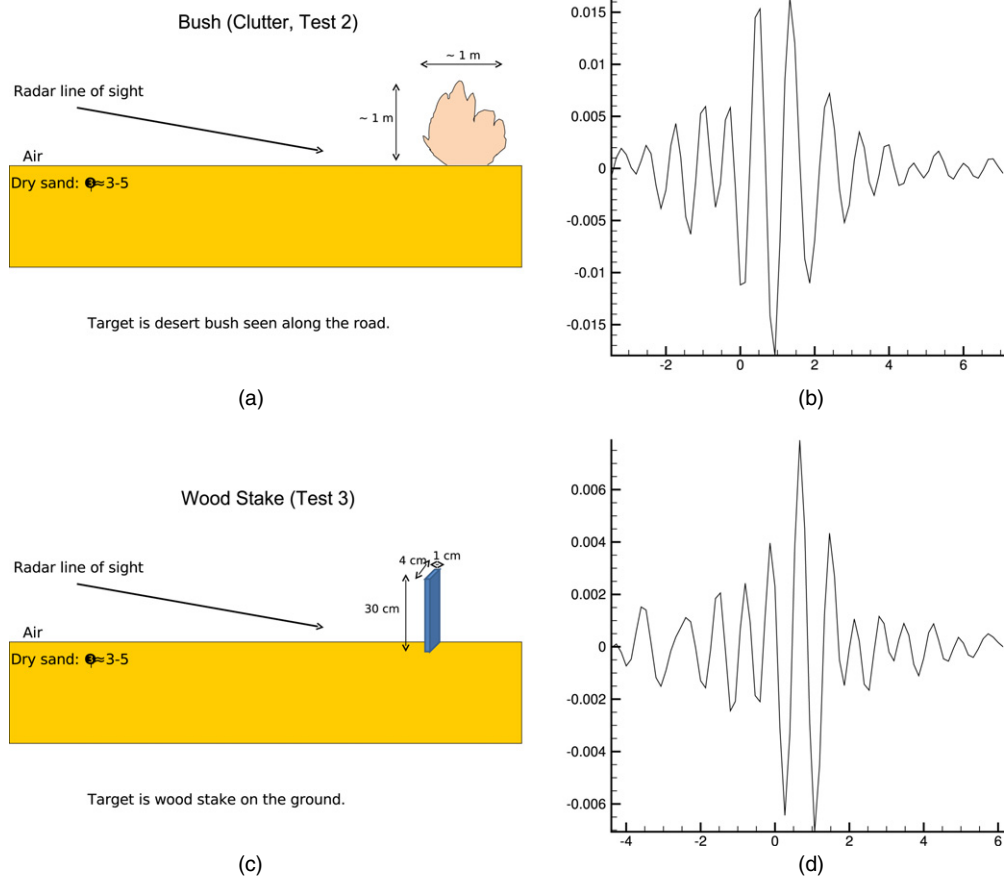 Bush (Clutter, Test 2)
~ 1 m
Radar line of sight
~ 1 m
Air
Dry sand: ❸≈3-5
Target is desert bush seen along the road.
(a)
0.015
0.01
0.005
0
-0.005
-0.01
-0.015
-2 0 2 4 6
(b)
Wood Stake (Test 3)
4 cm 1 cm
Radar line of sight
30 cm
Air
Dry sand: ❸≈3-5
Target is wood stake on the ground.
(c)
0.006
0.004
0.002
0
-0.002
-0.004
-0.006
-4 -2 0 2 4 6
(d)